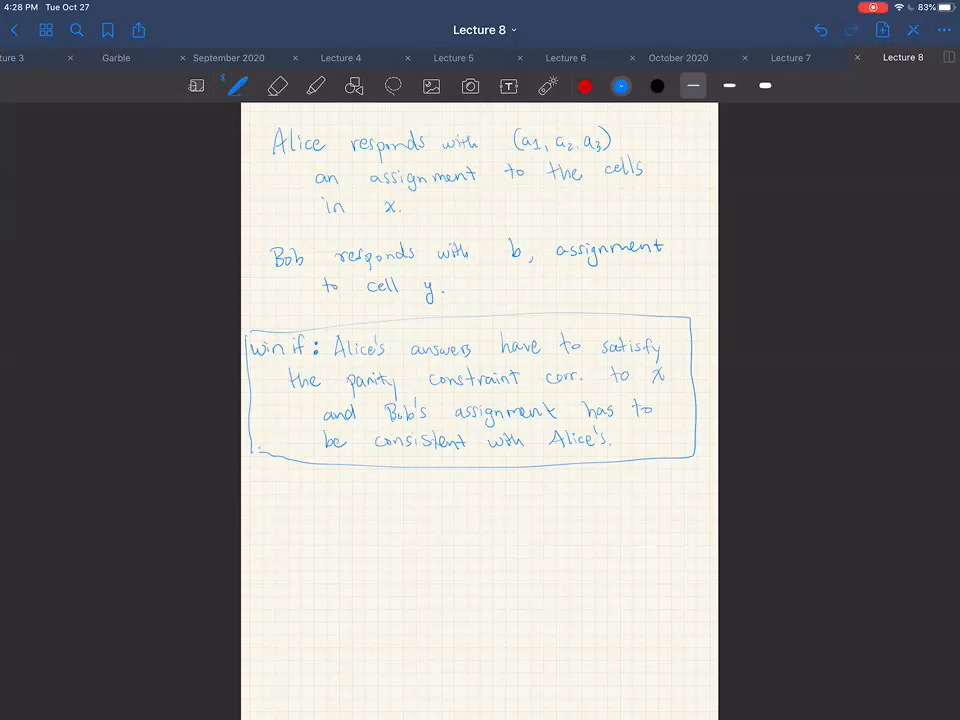 4:28 PM Tue Oct 27
83%
Lecture 8
ure 3
Garble
September 2020
Lecture 4
Lecture 5
Lecture 6
October 2020
Lecture 7
Lecture 8
Alice responds with (a1, a2, a3)
an assignment to the cells
in x.
Bob responds with b, assignment
to cell y.
Win if: Alice's answers have to satisfy
the parity constraint corr. to x
and Bob's assignment has to
be consistent with Alice's.